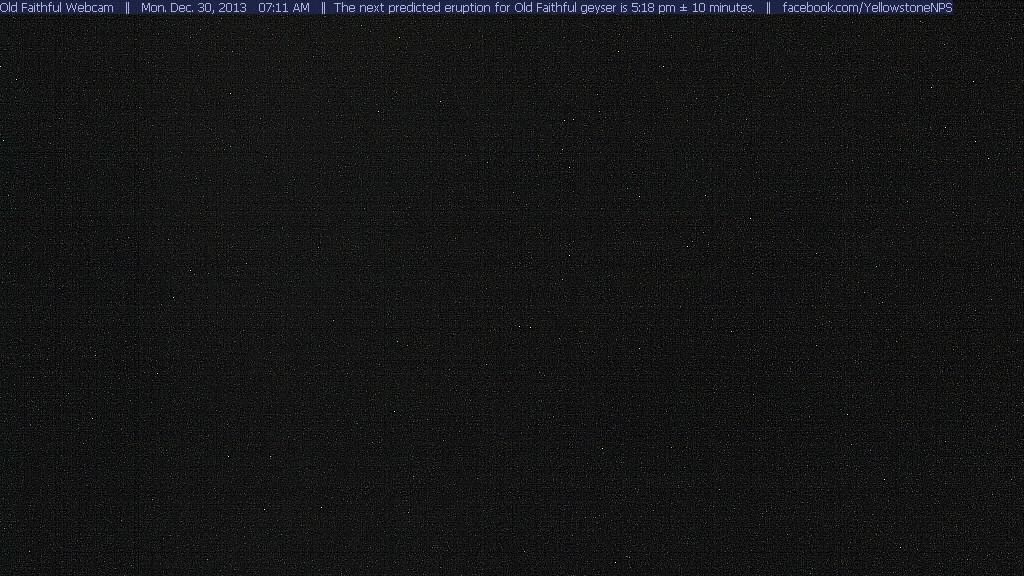 Old Faithful Webcam || Mon. Dec. 30, 2013 07:11 AM || The next predicted eruption for Old Faithful geyser is 5:18 pm ± 10 minutes. || facebook.com/YellowstoneNPS